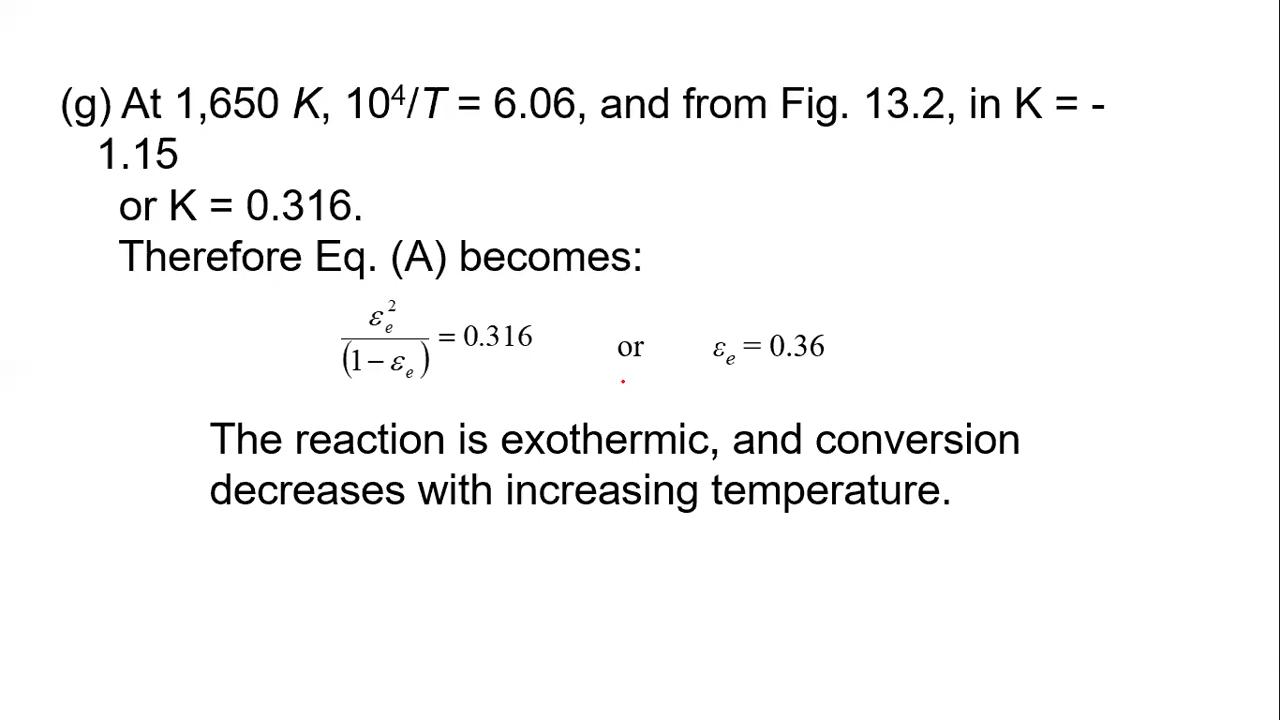 (g) At 1,650 K, 10⁴/T = 6.06, and from Fig. 13.2, in K = -
1.15
or K = 0.316.
Therefore Eq. (A) becomes:
εₑ² / (1 − εₑ) = 0.316 or εₑ = 0.36
The reaction is exothermic, and conversion
decreases with increasing temperature.